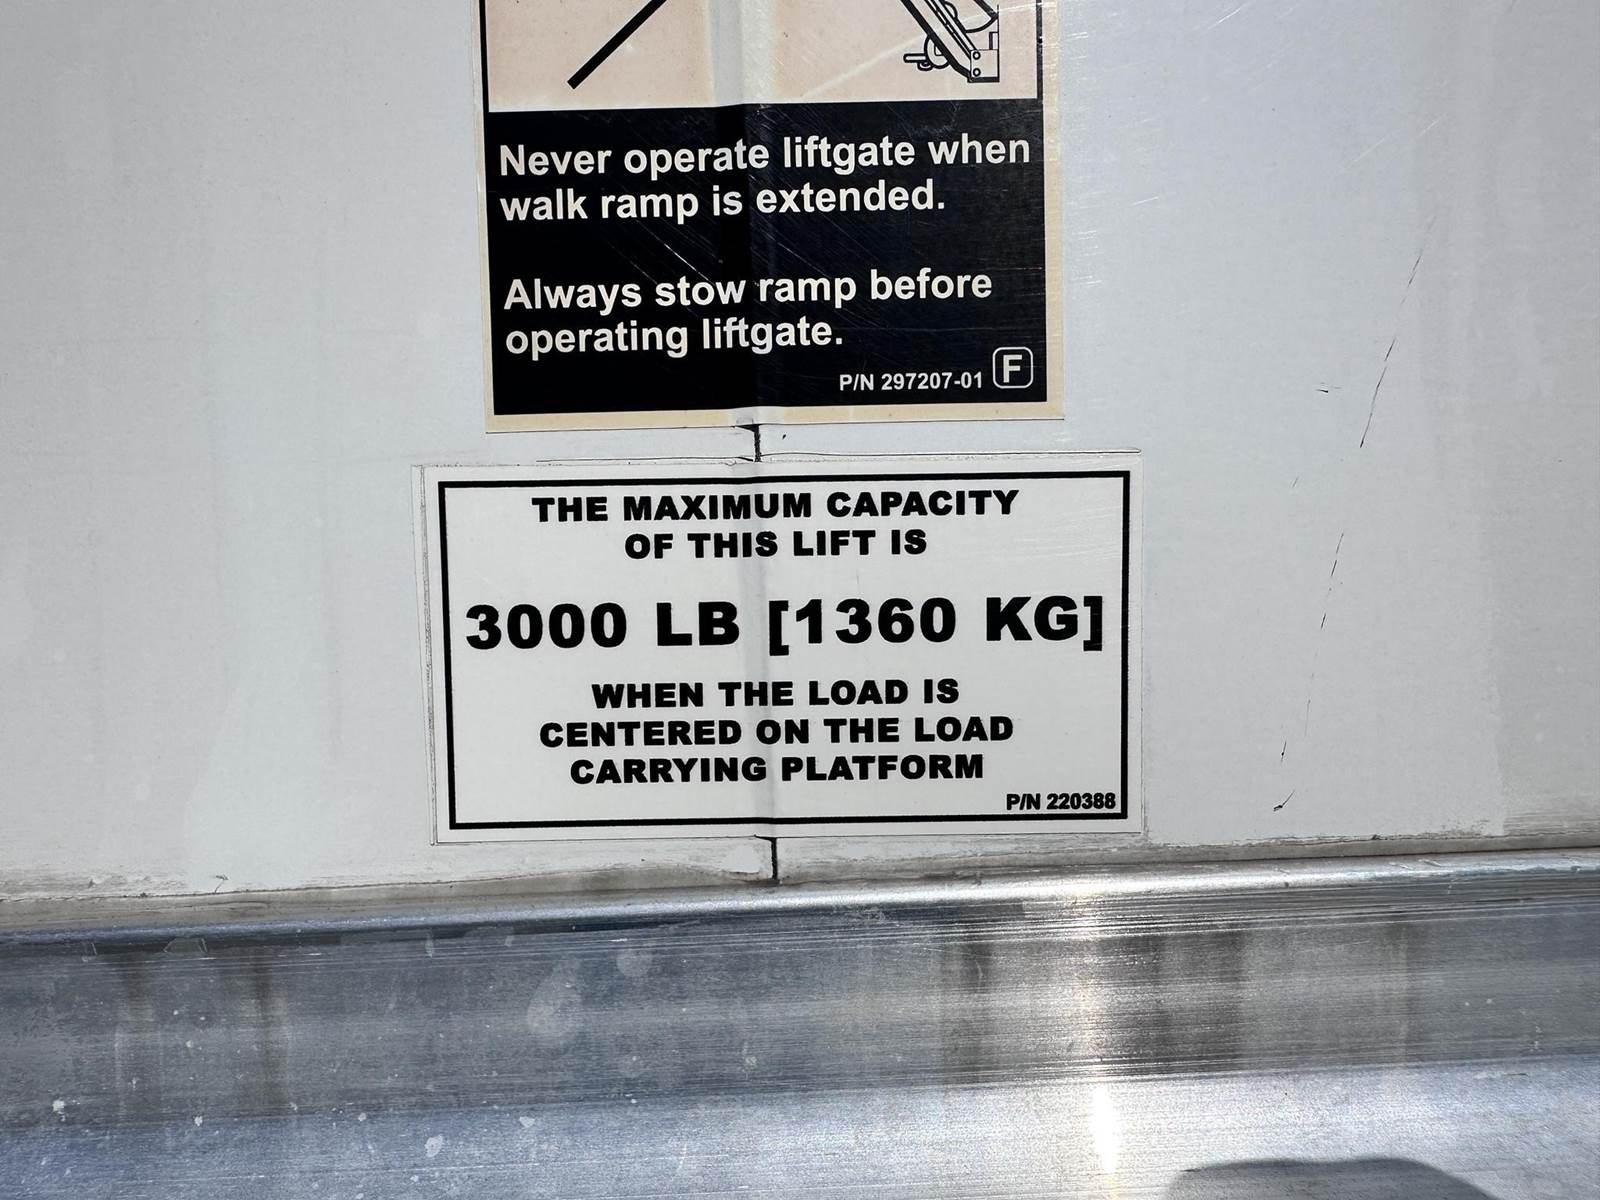 Never operate liftgate when
walk ramp is extended.
Always stow ramp before
operating liftgate.
P/N 297207-01 F
THE MAXIMUM CAPACITY
OF THIS LIFT IS
3000 LB [1360 KG]
WHEN THE LOAD IS
CENTERED ON THE LOAD
CARRYING PLATFORM
P/N 220388